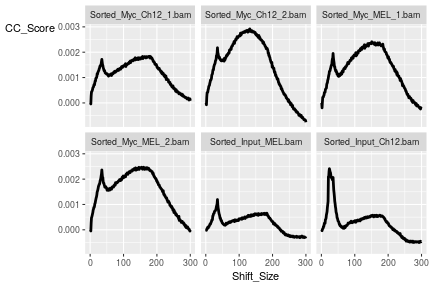 Sorted_Myc_Ch12_1.bam Sorted_Myc_Ch12_2.bam Sorted_Myc_MEL_1.bam
CC_Score
0.003
0.002
0.001
0.000
Sorted_Myc_MEL_2.bam Sorted_Input_MEL.bam Sorted_Input_Ch12.bam
0.003
0.002
0.001
0.000
0 100 200 300 0 100 200 300 0 100 200 300
Shift_Size